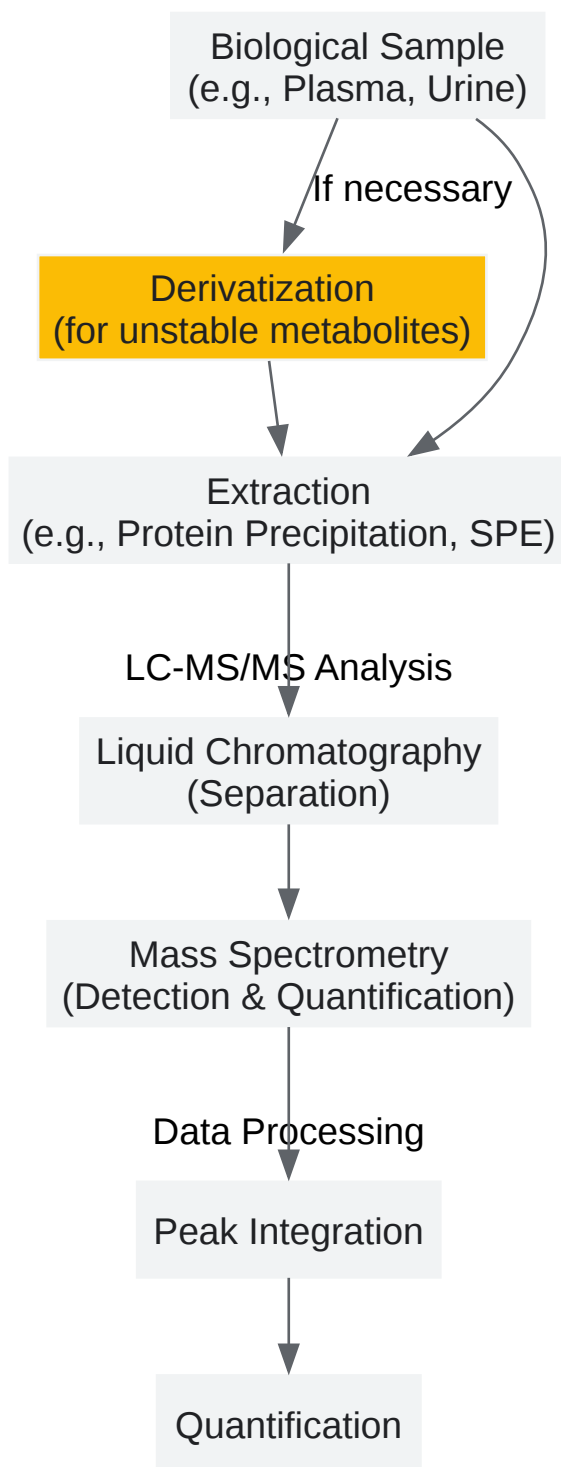 Biological Sample
(e.g., Plasma, Urine)
If necessary
Derivatization
(for unstable metabolites)
Extraction
(e.g., Protein Precipitation, SPE)
LC-MS/MS Analysis
Liquid Chromatography
(Separation)
Mass Spectrometry
(Detection & Quantification)
Data Processing
Peak Integration
Quantification